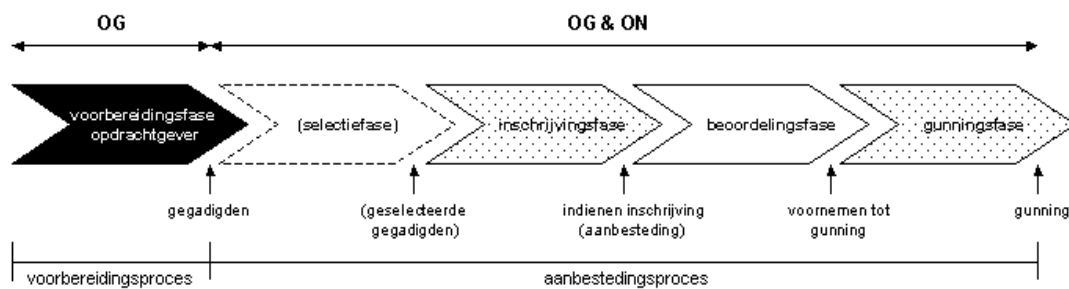 OG
OG & ON
voorbereidingsfase
opdrachtgever
(selectiefase)
inschrijvingsfase
beoordelingsfase
gunningsfase
gegadigden
(geselecteerde
gegadigden)
indienen inschrijving
(aanbesteding)
voornemen tot
gunning
gunning
voorbereidingsproces
aanbestedingsproces